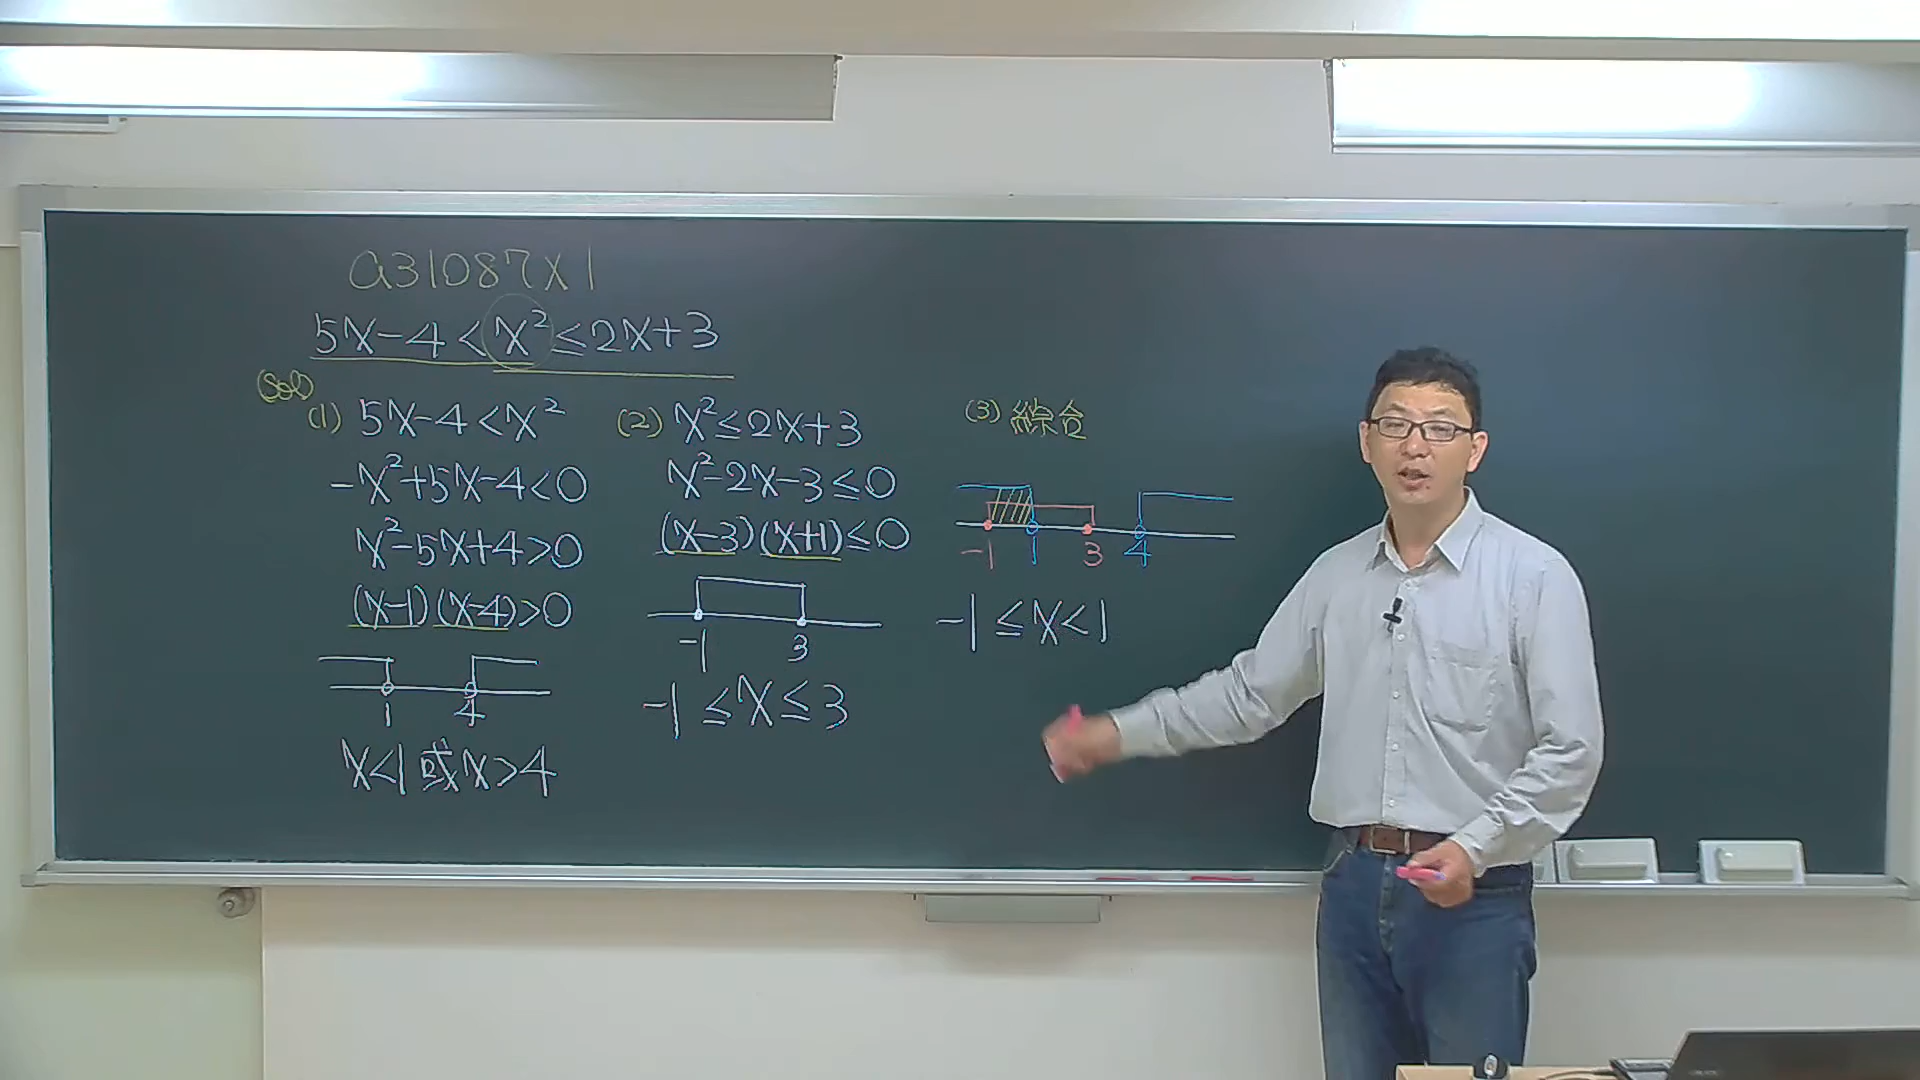 a31087x1
5x-4<x²≤2x+3
(sol)
(1) 5x-4<x²
-x²+5x-4<0
x²-5x+4>0
(x-1)(x-4)>0
1 4
x<1或x>4
(2) x²≤2x+3
x²-2x-3≤0
(x-3)(x+1)≤0
-1 3
-1≤x≤3
(3) 綜合
-1 1 3 4
-1≤x<1